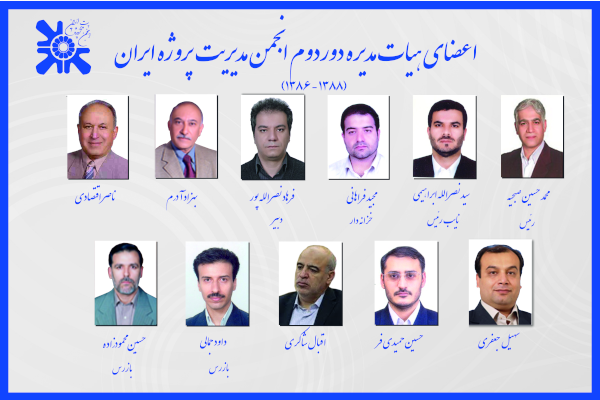 اعضای هیات مدیره دور دوم انجمن مدیریت پروژه ایران
(۱۳۸۶-۱۳۸۸)
محمد حسین صبحیه
رئیس
سید نصرالله ابراهیمی
نایب رئیس
مجید فراهانی
خزانه دار
فرهاد نصرالله پور
دبیر
بهزاد آدرم
ناصر اقتصادی
سهیل جعفری
حسین حمیدی فر
اقبال شاکری
داود جمالی
بازرس
حسین محمودزاده
بازرس